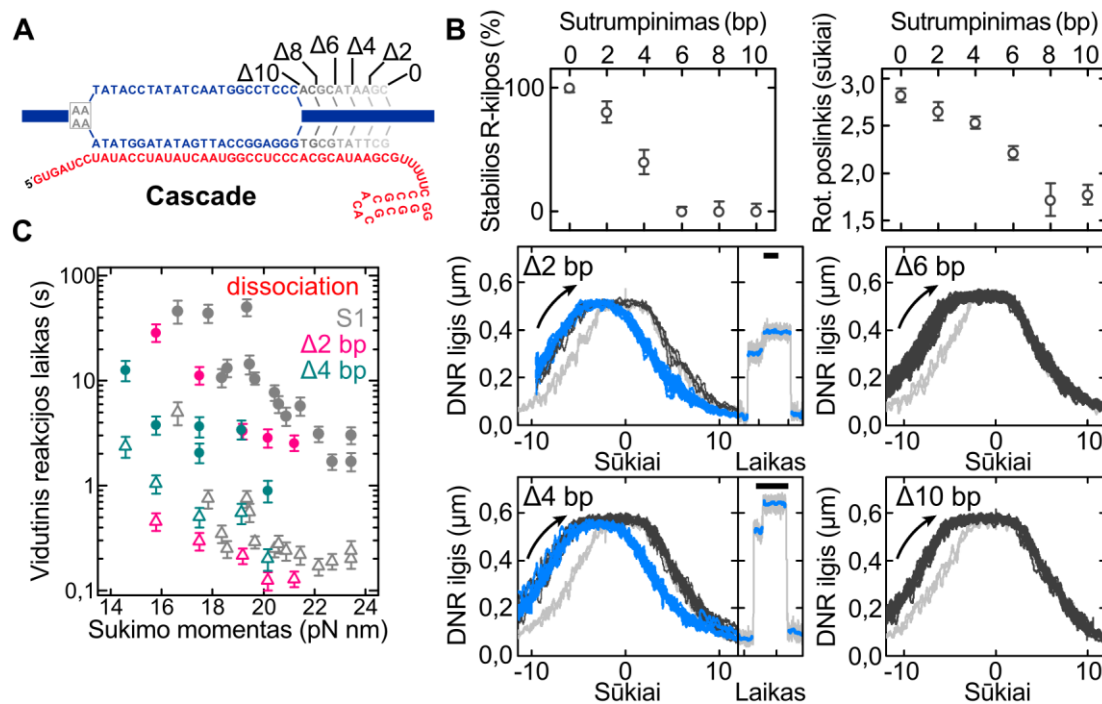 A
Δ10
Δ8
Δ6
Δ4
Δ2
0
TATACCTATATCAATGGCCTCCCACGCATAAGC
AA
AA
ATATGGATATAGTTACCGGAGGGTGCGTATTCG
5'GUGAUCCUAUACCUAUAUCAAUGGCCUCCCACGCAUAAGCG
Cascade
B
Sutrumpinimas (bp)
0 2 4 6 8 10
Stabilios R-kilpos (%)
100
0
Sutrumpinimas (bp)
0 2 4 6 8 10
Rot. poslinkis (sūkiai)
3,0
2,5
2,0
1,5
Δ2 bp
DNR ilgis (µm)
0,6
0,4
0,2
0,0
-10 0 10
Sūkiai
Laikas
Δ6 bp
DNR ilgis (µm)
0,6
0,4
0,2
0,0
-10 0 10
Sūkiai
Δ4 bp
DNR ilgis (µm)
0,6
0,4
0,2
0,0
-10 0 10
Sūkiai
Laikas
Δ10 bp
DNR ilgis (µm)
0,6
0,4
0,2
0,0
-10 0 10
Sūkiai
C
Vidutinis reakcijos laikas (s)
100
10
1
0.1
dissociation
S1
Δ2 bp
Δ4 bp
14 16 18 20 22 24
Sukimo momentas (pN nm)